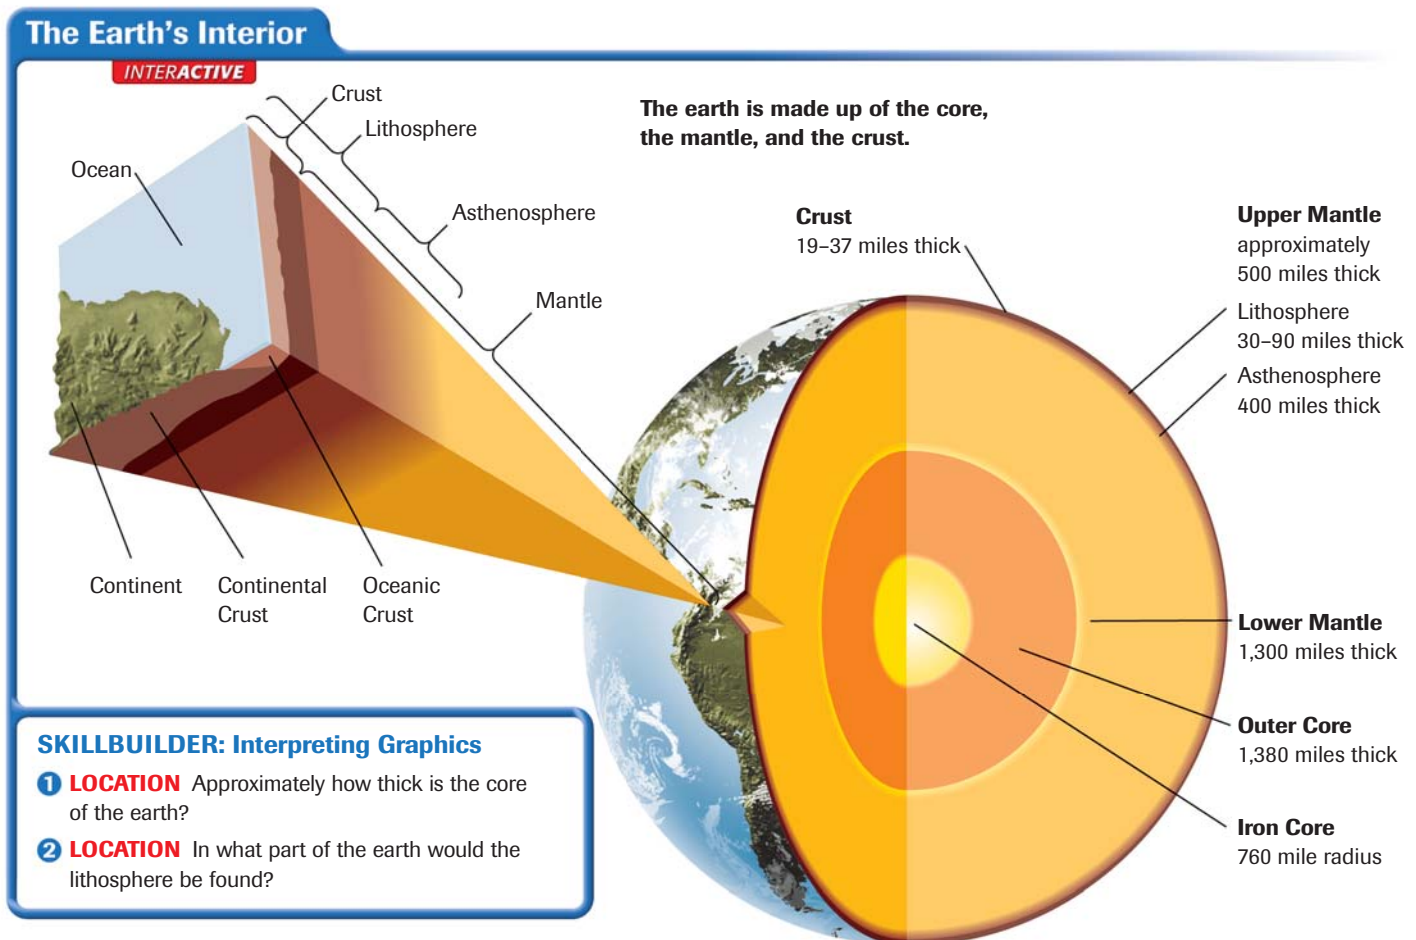 The Earth's Interior
INTERACTIVE
The earth is made up of the core,
the mantle, and the crust.
Crust
Lithosphere
Ocean
Asthenosphere
Mantle
Continent
Continental
Crust
Oceanic
Crust
Crust
19–37 miles thick
Upper Mantle
approximately
500 miles thick
Lithosphere
30–90 miles thick
Asthenosphere
400 miles thick
Lower Mantle
1,300 miles thick
Outer Core
1,380 miles thick
Iron Core
760 mile radius
SKILLBUILDER: Interpreting Graphics
1 LOCATION Approximately how thick is the core
of the earth?
2 LOCATION In what part of the earth would the
lithosphere be found?